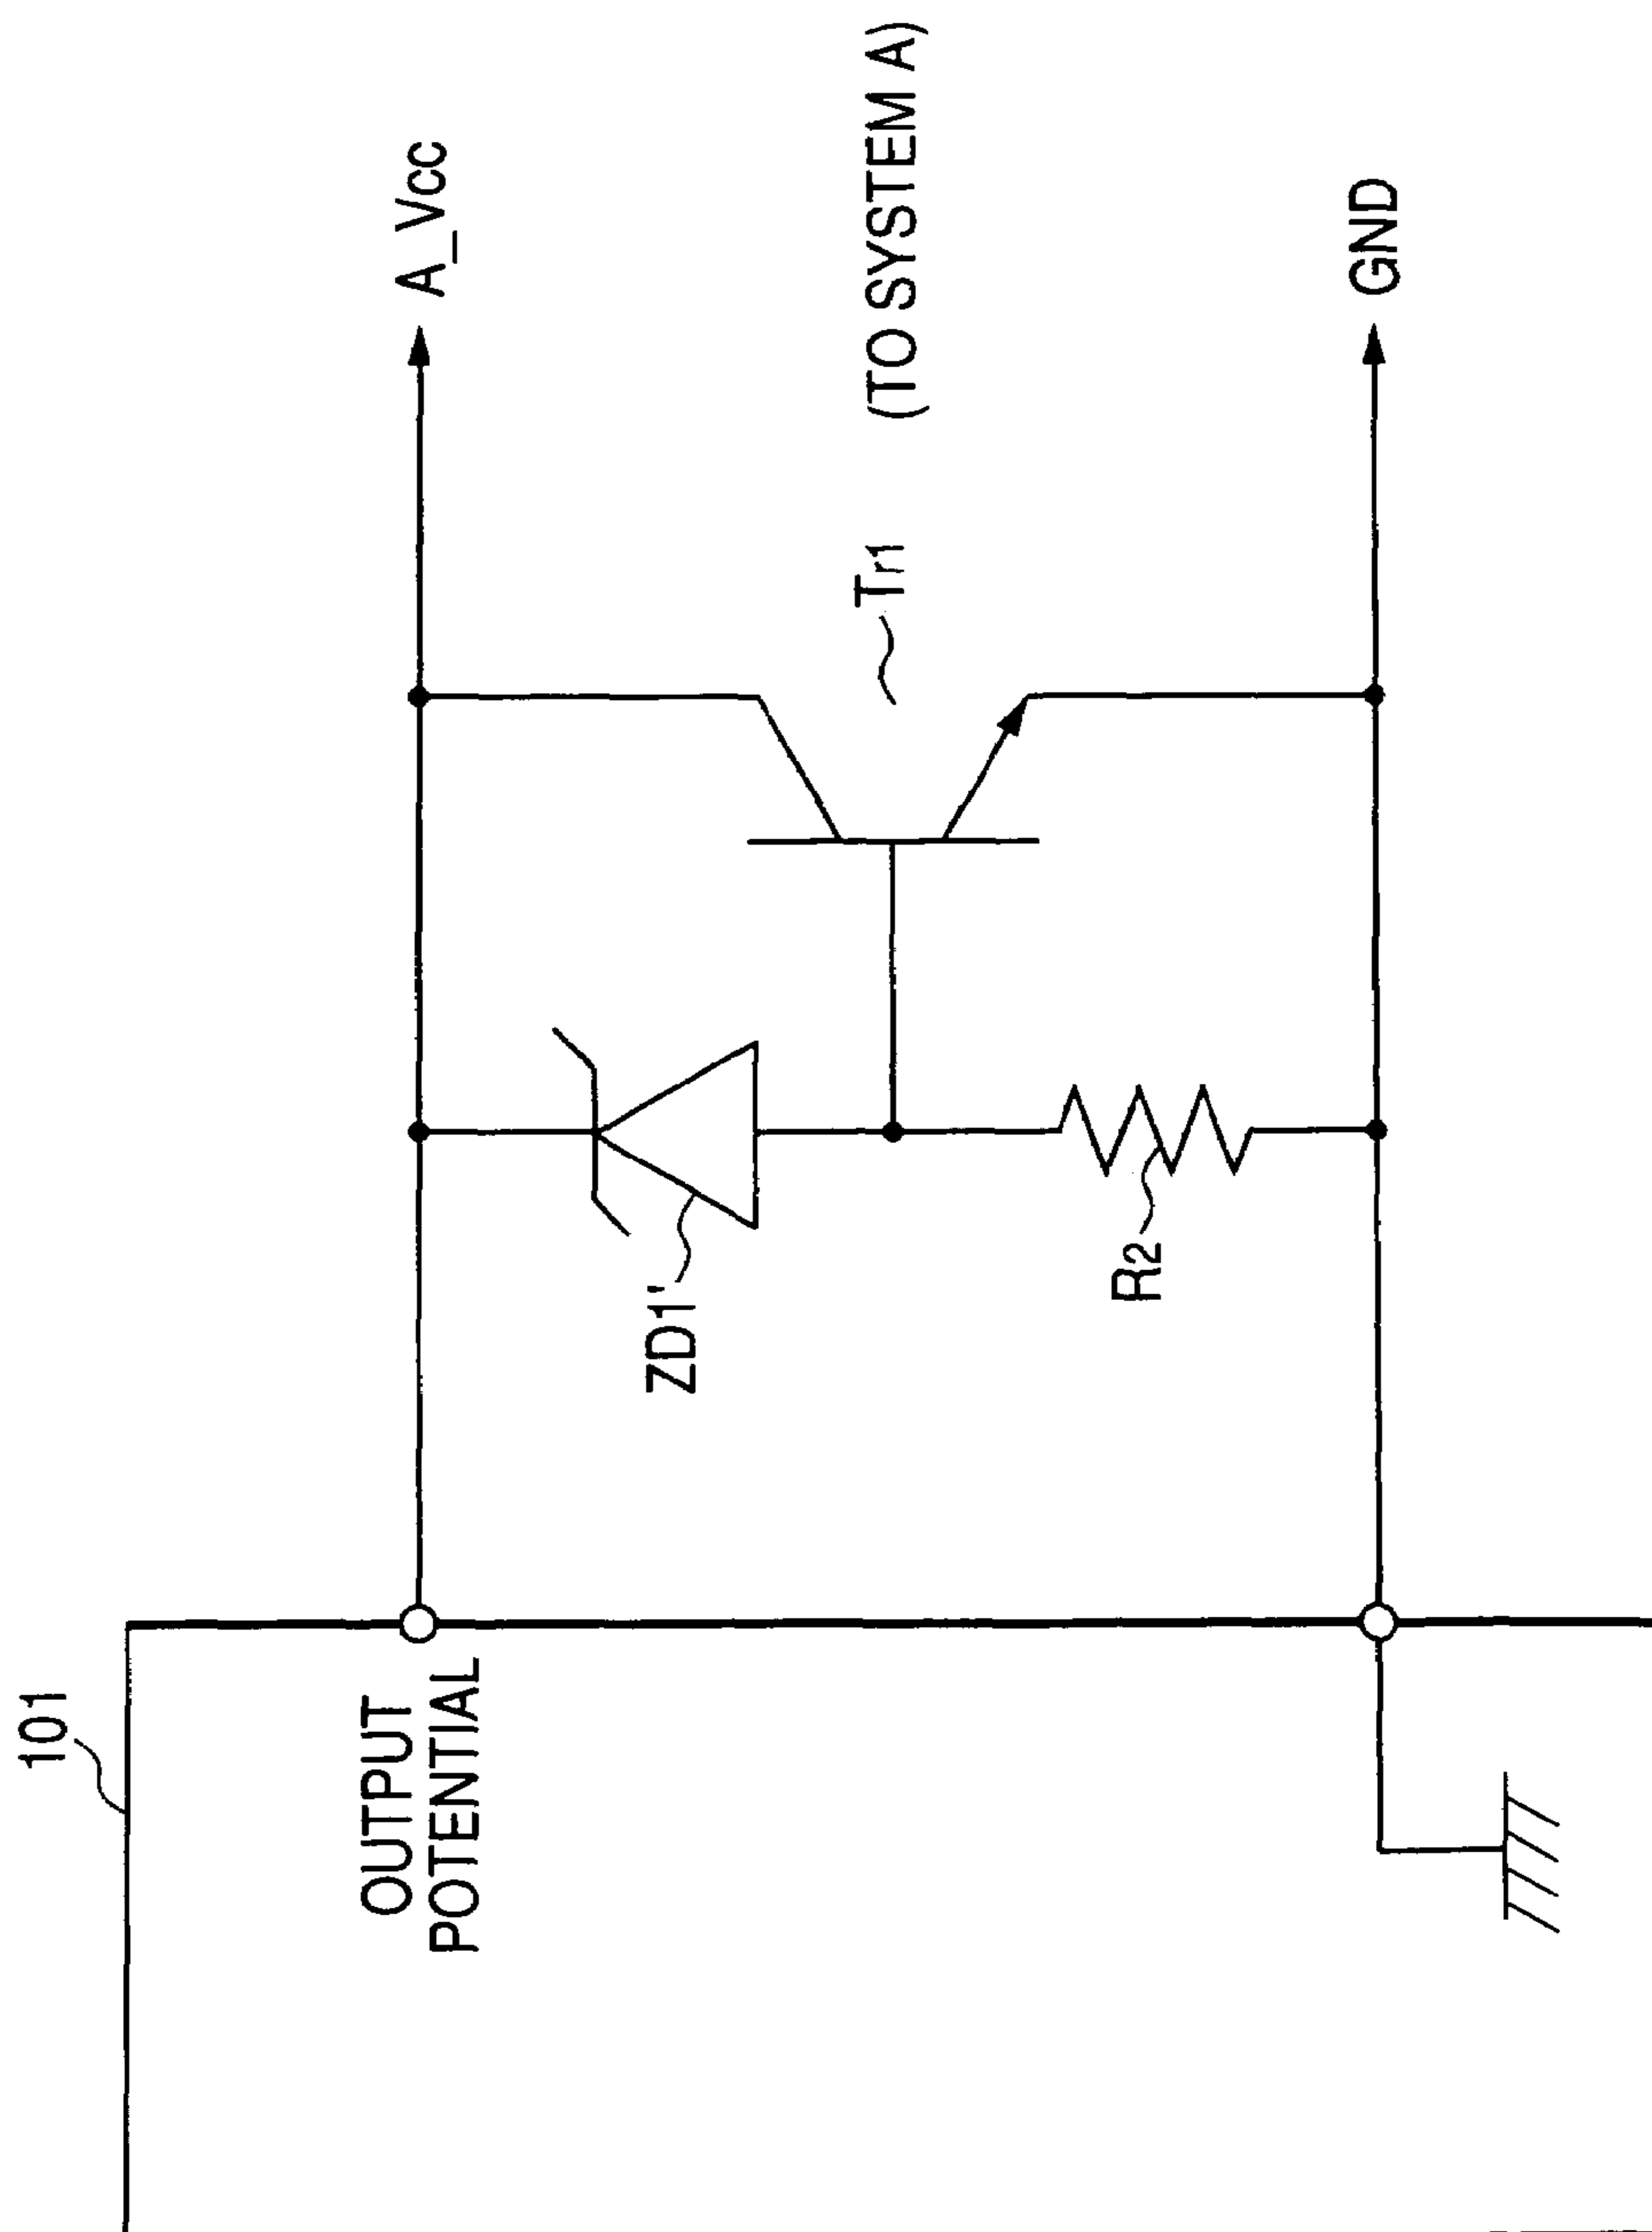 101
OUTPUT
POTENTIAL
A_Vcc
ZD1'
Tr1
(TO SYSTEM A)
R2
GND